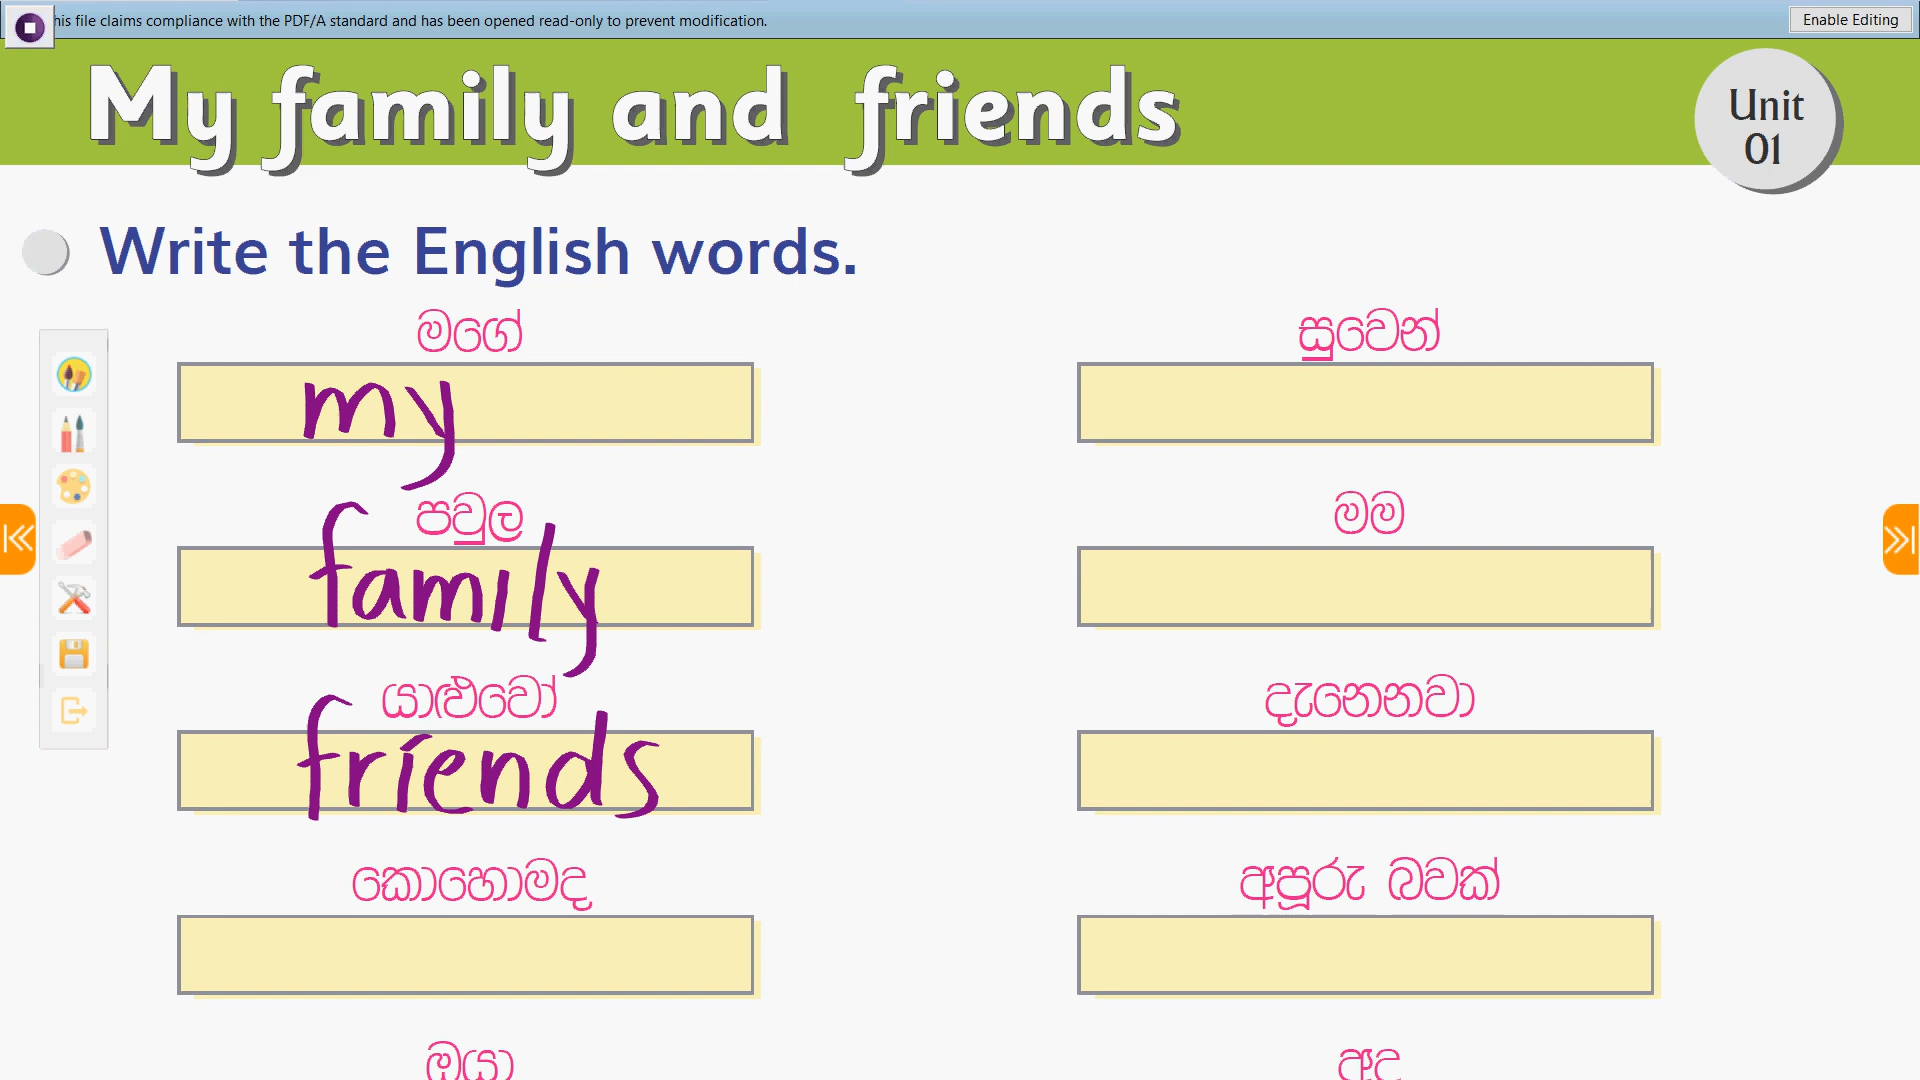 his file claims compliance with the PDF/A standard and has been opened read-only to prevent modification.
Enable Editing
My family and friends
Unit
01
Write the English words.
මගේ
my
පවුල
family
යාළුවෝ
friends
කොහොමද
ඔයා
සුවෙන්
මම
දැනෙනවා
අපූරු බවක්
අද